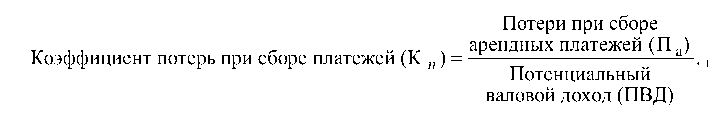 Потери при сборе
арендных платежей (П а)
Коэффициент потерь при сборе платежей (К п) =
Потенциальный
валовой доход (ПВД)